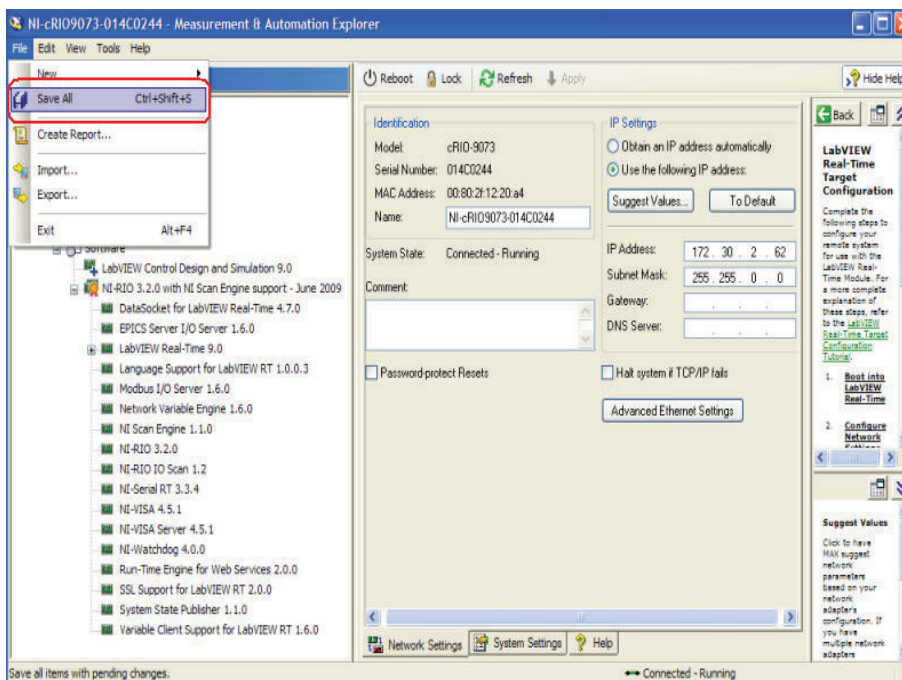 NI-cRIO9073-014C0244 - Measurement & Automation Explorer
File Edit View Tools Help
New
Save All Ctrl+Shift+S
Create Report...
Import...
Export...
Exit Alt+F4
Software
LabVIEW Control Design and Simulation 9.0
NI-RIO 3.2.0 with NI Scan Engine support - June 2009
DataSocket for LabVIEW Real-Time 4.7.0
EPICS Server I/O Server 1.6.0
LabVIEW Real-Time 9.0
Language Support for LabVIEW RT 1.0.0.3
Modbus I/O Server 1.6.0
Network Variable Engine 1.6.0
NI Scan Engine 1.1.0
NI-RIO 3.2.0
NI-RIO IO Scan 1.2
NI-Serial RT 3.3.4
NI-VISA 4.5.1
NI-VISA Server 4.5.1
NI-Watchdog 4.0.0
Run-Time Engine for Web Services 2.0.0
SSL Support for LabVIEW RT 2.0.0
System State Publisher 1.1.0
Variable Client Support for LabVIEW RT 1.6.0
Reboot Lock Refresh Apply Hide Help
Identification
Model: cRIO-9073
Serial Number: 014C0244
MAC Address: 00:80:2f:12:20:a4
Name: NI-cRIO9073-014C0244
System State: Connected - Running
Comment:
Password-protect Resets
IP Settings
Obtain an IP address automatically
Use the following IP address:
Suggest Values... To Default
IP Address: 172 . 30 . 2 . 62
Subnet Mask: 255 . 255 . 0 . 0
Gateway: . . .
DNS Server: . . .
Halt system if TCP/IP fails
Advanced Ethernet Settings
Network Settings System Settings Help
Back
LabVIEW
Real-Time
Target
Configuration
Complete the
following steps to
configure your
remote system
for use with the
LabVIEW Real-
Time Module. For
a more complete
explanation of
these steps, refer
to the LabVIEW
Real-Time Target
Configuration
Tutorial.
1. Boot into
LabVIEW
Real-Time
2. Configure
Network
Suggest Values
Click to have
MAX suggest
network
parameters
based on your
network
adapter's
configuration. If
you have
multiple network
adapters
Save all items with pending changes.
Connected - Running